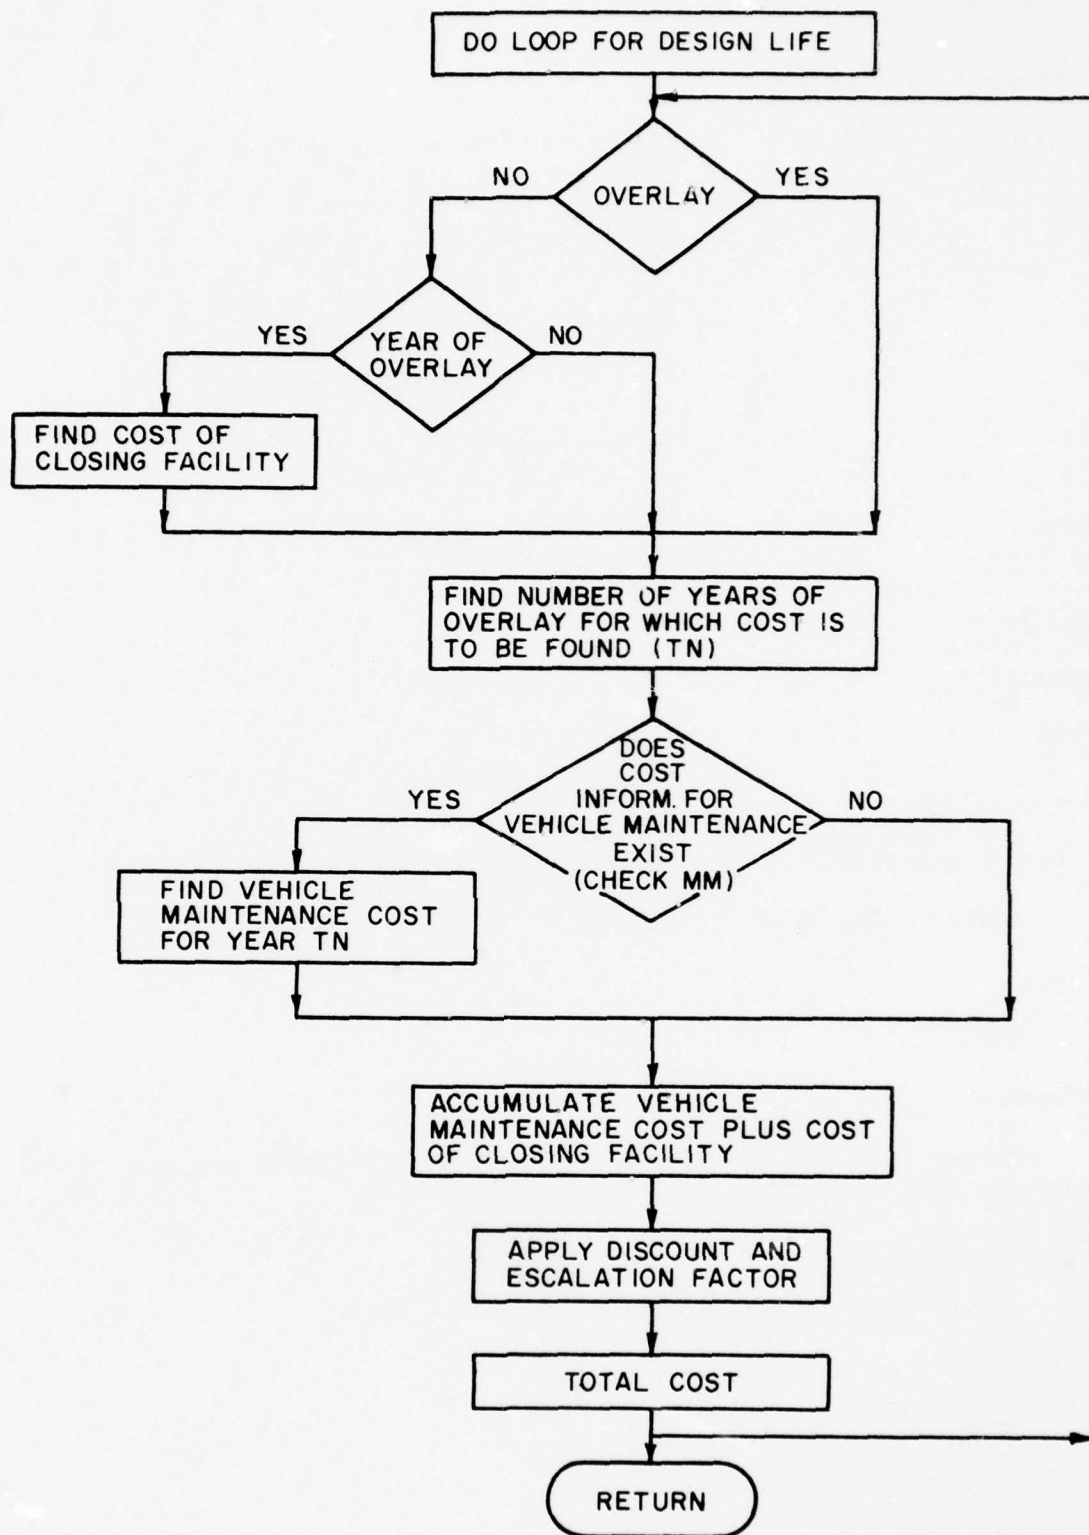 DO LOOP FOR DESIGN LIFE
NO
OVERLAY
YES
YES
YEAR OF
OVERLAY
NO
FIND COST OF
CLOSING FACILITY
FIND NUMBER OF YEARS OF
OVERLAY FOR WHICH COST IS
TO BE FOUND (TN)
DOES
COST
INFORM. FOR
VEHICLE MAINTENANCE
EXIST
(CHECK MM)
YES
NO
FIND VEHICLE
MAINTENANCE COST
FOR YEAR TN
ACCUMULATE VEHICLE
MAINTENANCE COST PLUS COST
OF CLOSING FACILITY
APPLY DISCOUNT AND
ESCALATION FACTOR
TOTAL COST
RETURN